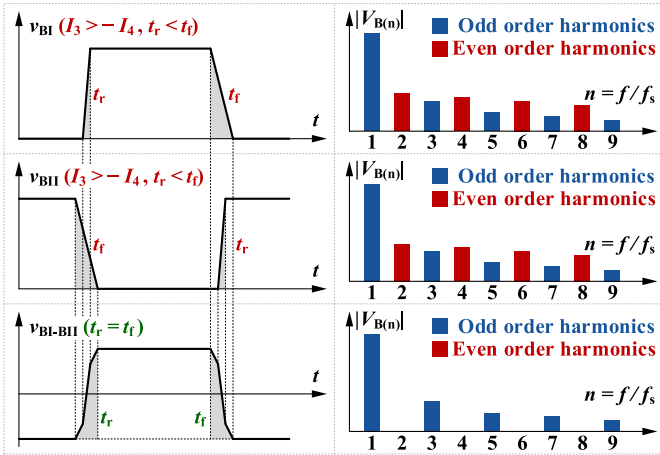 vBI (I3 > − I4 , tr < tf)
tr
tf
t
|VB(n)|
Odd order harmonics
Even order harmonics
n = f / fs
1 2 3 4 5 6 7 8 9
vBII (I3 > − I4 , tr < tf)
tf
tr
t
|VB(n)|
Odd order harmonics
Even order harmonics
n = f / fs
1 2 3 4 5 6 7 8 9
vBI-BII (tr = tf)
t
tr
tf
|VB(n)|
Odd order harmonics
Even order harmonics
n = f / fs
1 2 3 4 5 6 7 8 9